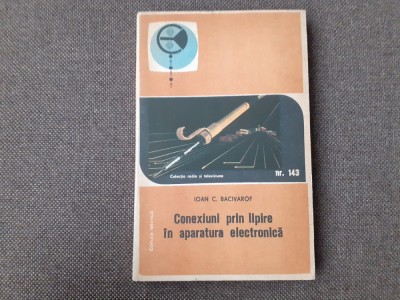 Colecția radio și televiziune
nr. 143
IOAN C. BACIVAROF
Conexiuni prin lipire
în aparatura electronică
Editura tehnică